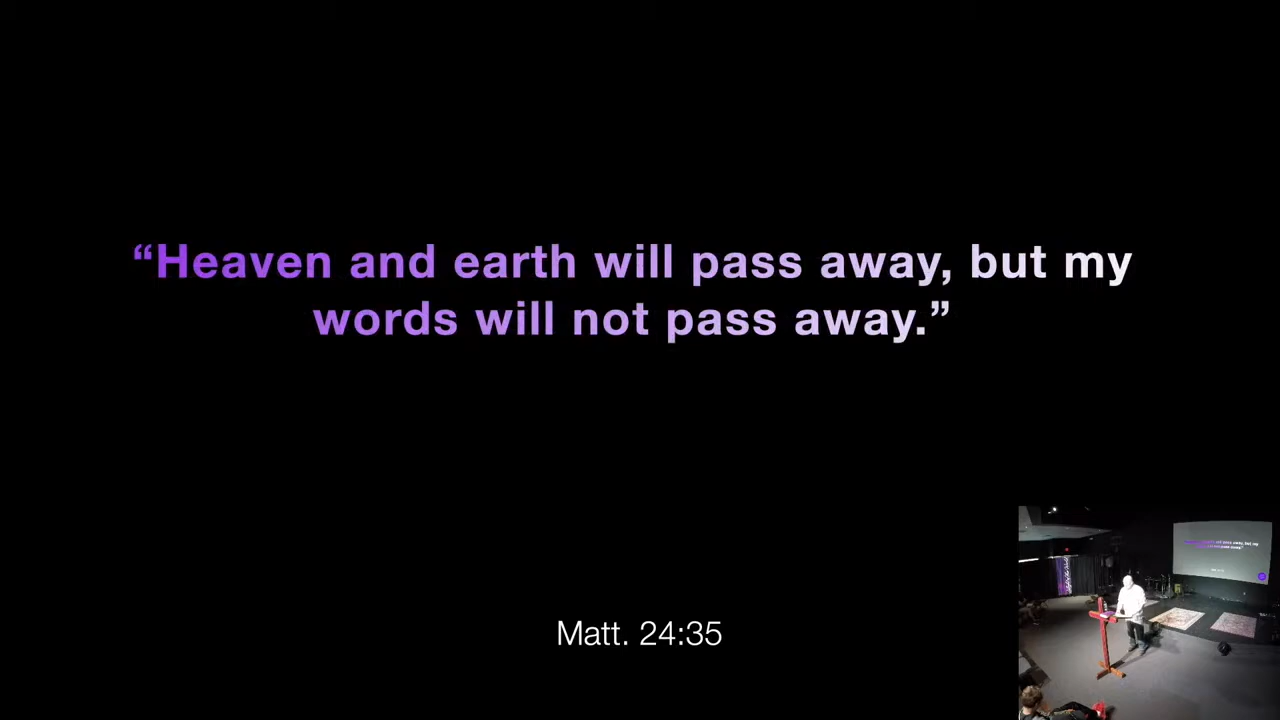 “Heaven and earth will pass away, but my
words will not pass away.”
Matt. 24:35